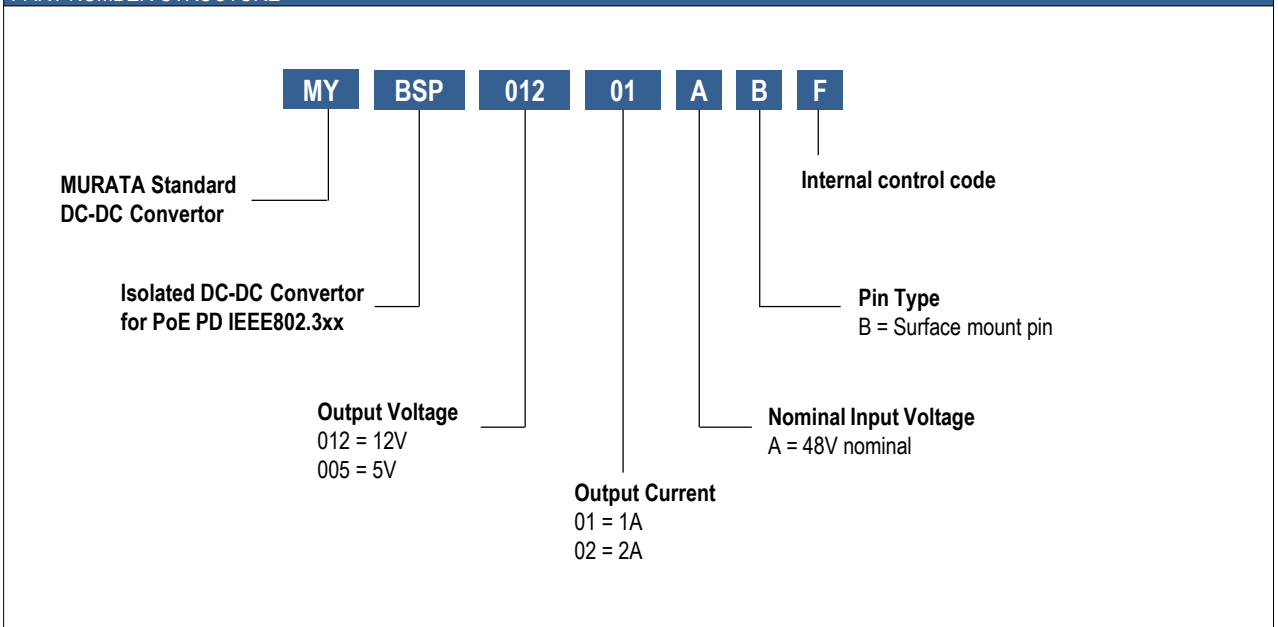 MY BSP 012 01 A B F
MURATA Standard
DC-DC Convertor
Internal control code
Isolated DC-DC Convertor
for PoE PD IEEE802.3xx
Pin Type
B = Surface mount pin
Output Voltage
012 = 12V
005 = 5V
Nominal Input Voltage
A = 48V nominal
Output Current
01 = 1A
02 = 2A